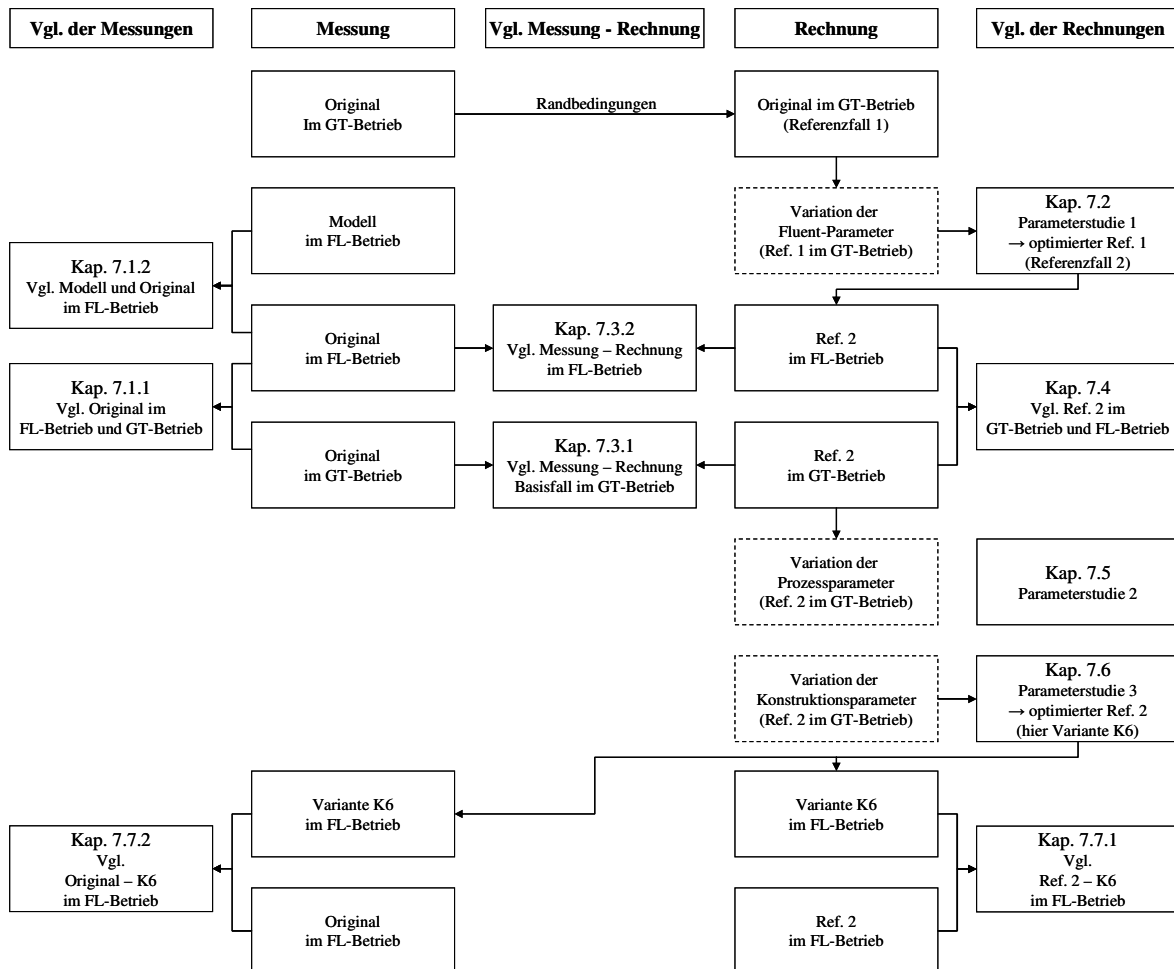 Vgl. der Messungen
Messung
Vgl. Messung - Rechnung
Rechnung
Vgl. der Rechnungen
Original
Im GT-Betrieb
Randbedingungen
Original im GT-Betrieb
(Referenzfall 1)
Modell
im FL-Betrieb
Variation der
Fluent-Parameter
(Ref. 1 im GT-Betrieb)
Kap. 7.2
Parameterstudie 1
→ optimierter Ref. 1
(Referenzfall 2)
Kap. 7.1.2
Vgl. Modell und Original
im FL-Betrieb
Original
im FL-Betrieb
Kap. 7.3.2
Vgl. Messung – Rechnung
im FL-Betrieb
Ref. 2
im FL-Betrieb
Kap. 7.1.1
Vgl. Original im
FL-Betrieb und GT-Betrieb
Kap. 7.4
Vgl. Ref. 2 im
GT-Betrieb und FL-Betrieb
Original
im GT-Betrieb
Kap. 7.3.1
Vgl. Messung – Rechnung
Basisfall im GT-Betrieb
Ref. 2
im GT-Betrieb
Variation der
Prozessparameter
(Ref. 2 im GT-Betrieb)
Kap. 7.5
Parameterstudie 2
Variation der
Konstruktionsparameter
(Ref. 2 im GT-Betrieb)
Kap. 7.6
Parameterstudie 3
→ optimierter Ref. 2
(hier Variante K6)
Variante K6
im FL-Betrieb
Variante K6
im FL-Betrieb
Kap. 7.7.2
Vgl.
Original – K6
im FL-Betrieb
Kap. 7.7.1
Vgl.
Ref. 2 – K6
im FL-Betrieb
Original
im FL-Betrieb
Ref. 2
im FL-Betrieb